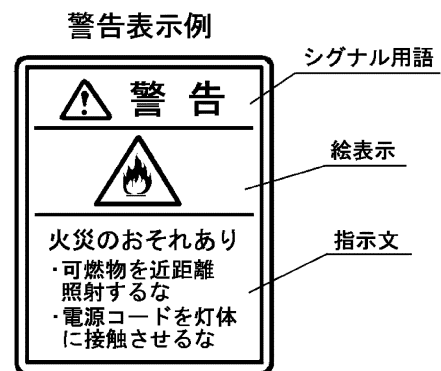 警告表示例
シグナル用語
警告
絵表示
火災のおそれあり
指示文
・可燃物を近距離
照射するな
・電源コードを灯体
に接触させるな